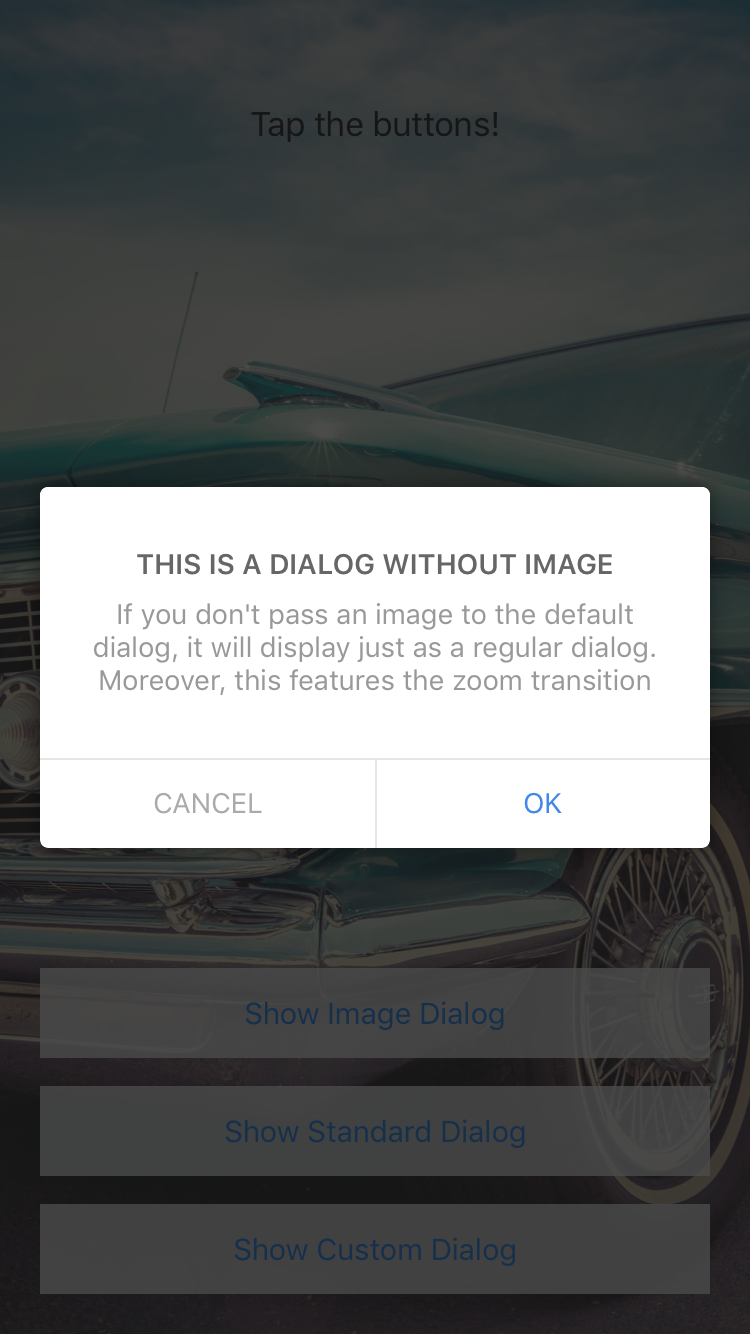 Tap the buttons!
THIS IS A DIALOG WITHOUT IMAGE
If you don't pass an image to the default
dialog, it will display just as a regular dialog.
Moreover, this features the zoom transition
CANCEL
OK
Show Image Dialog
Show Standard Dialog
Show Custom Dialog